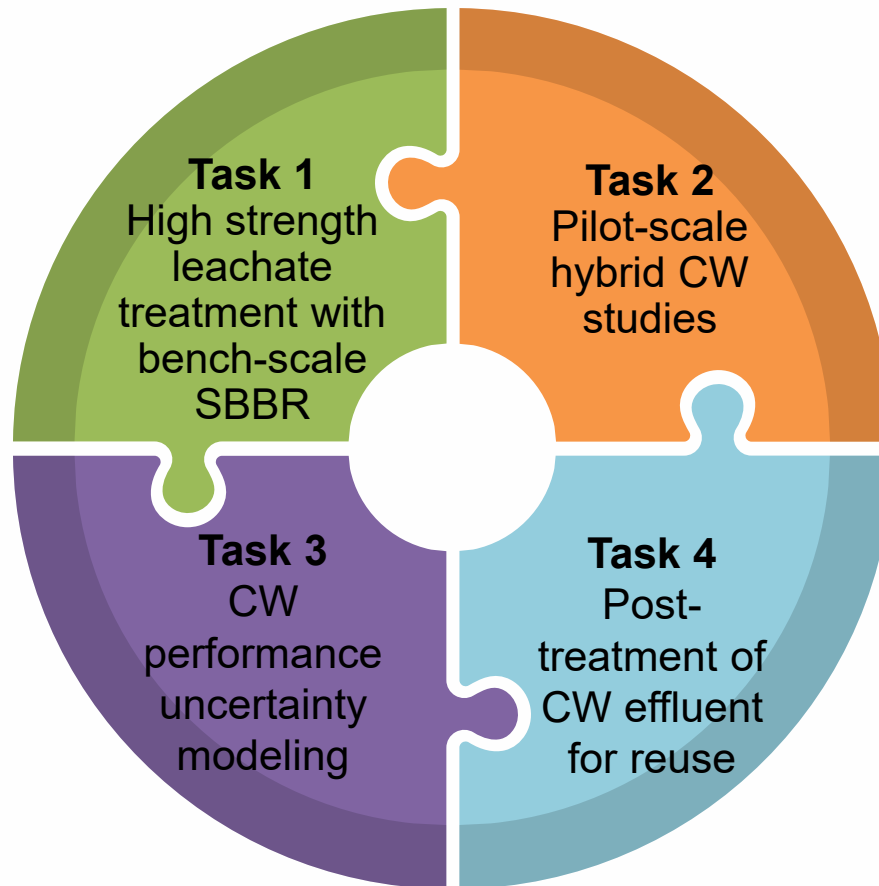 Task 1
High strength
leachate
treatment with
bench-scale
SBBR
Task 2
Pilot-scale
hybrid CW
studies
Task 3
CW
performance
uncertainty
modeling
Task 4
Post-
treatment of
CW effluent
for reuse